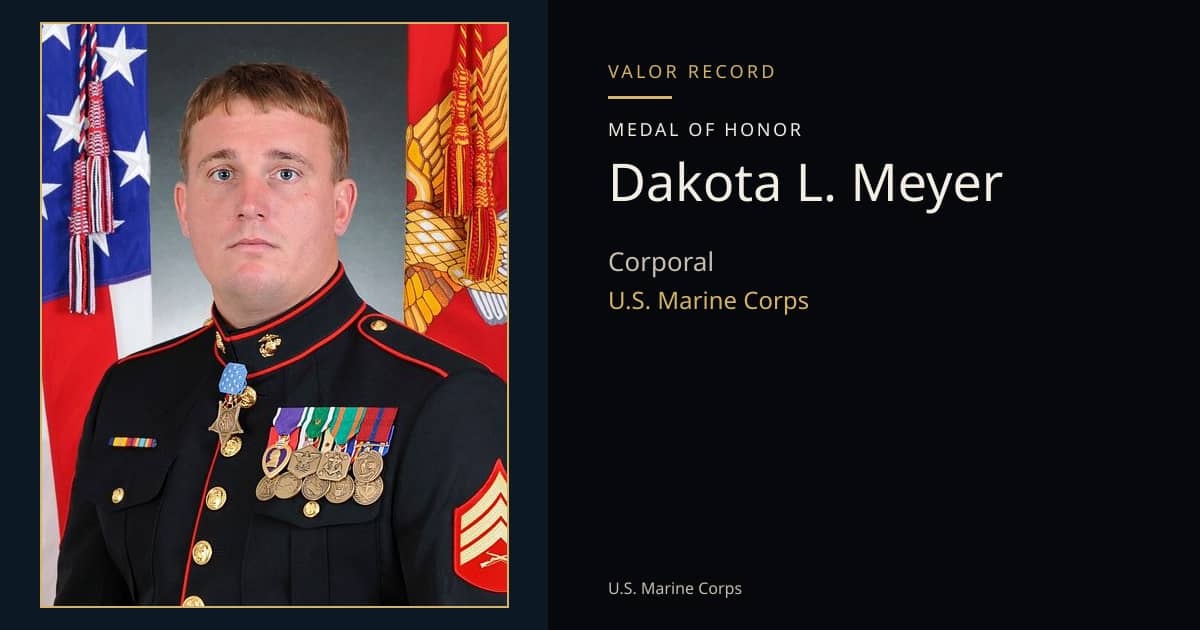 VALOR RECORD
MEDAL OF HONOR
Dakota L. Meyer
Corporal
U.S. Marine Corps
U.S. Marine Corps